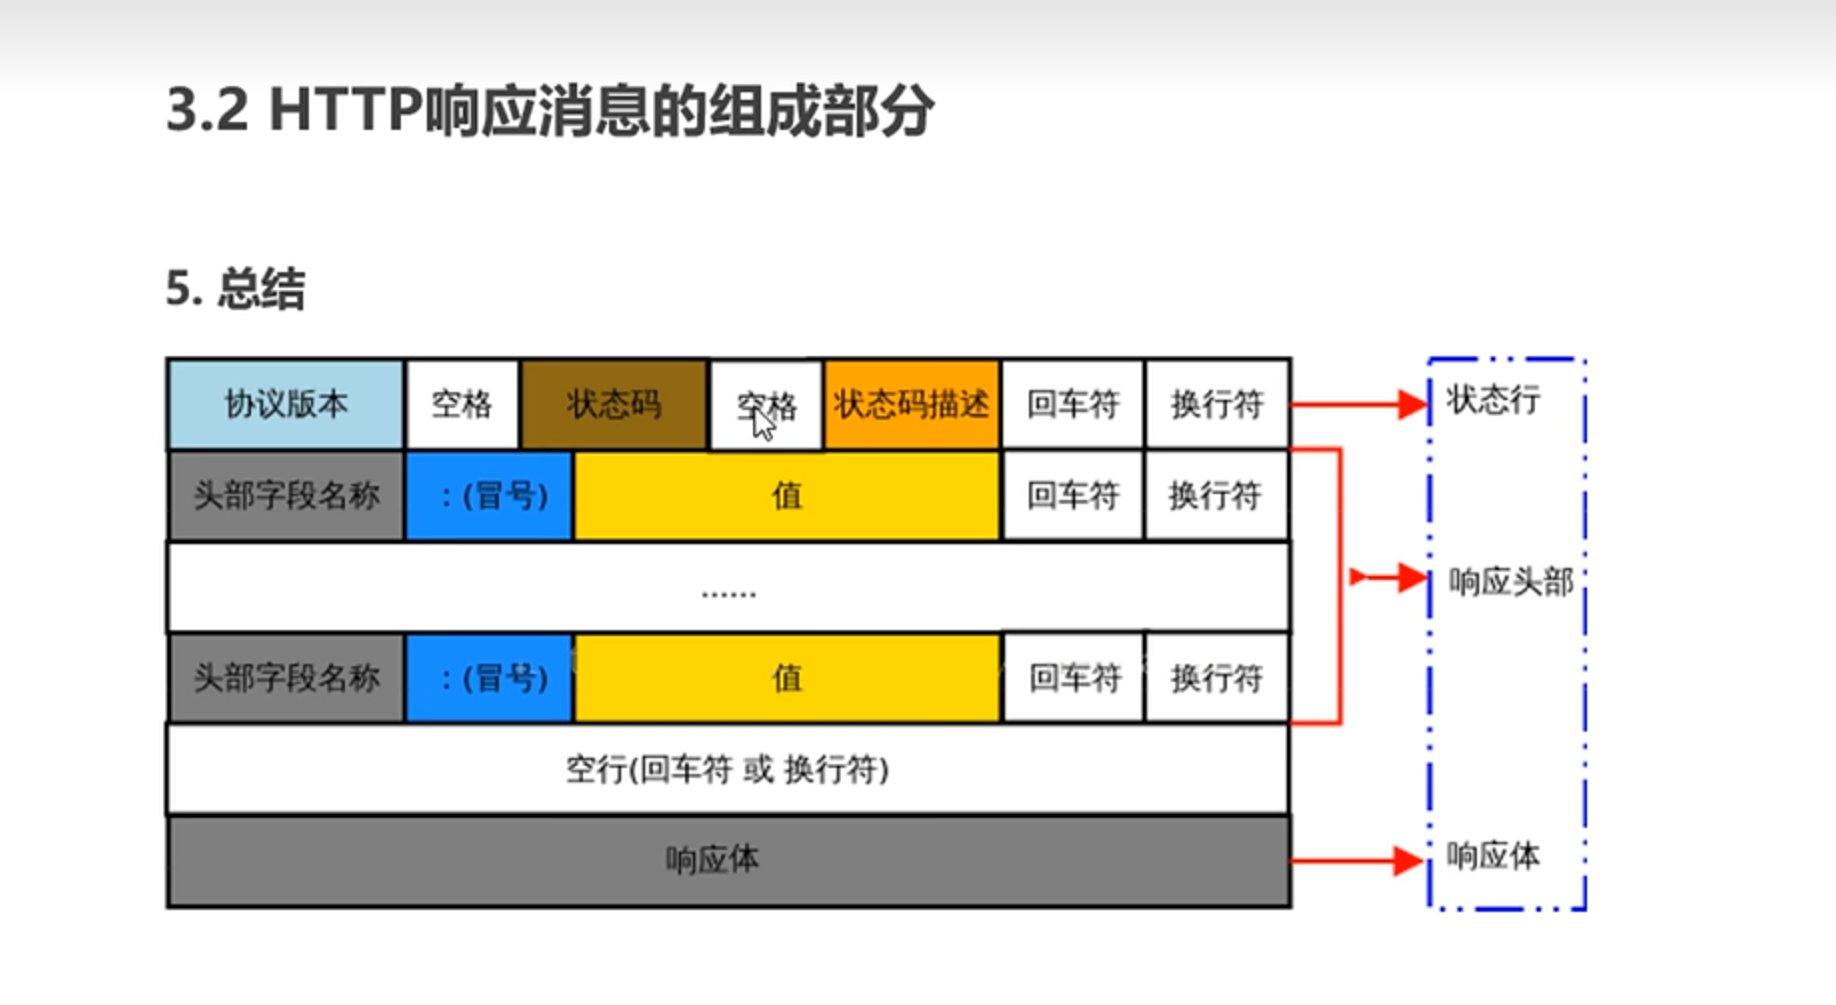 3.2 HTTP响应消息的组成部分
5. 总结
协议版本 空格 状态码 空格 状态码描述 回车符 换行符 状态行
头部字段名称 : (冒号) 值 回车符 换行符
...... 响应头部
头部字段名称 : (冒号) 值 回车符 换行符
空行(回车符 或 换行符)
响应体 响应体